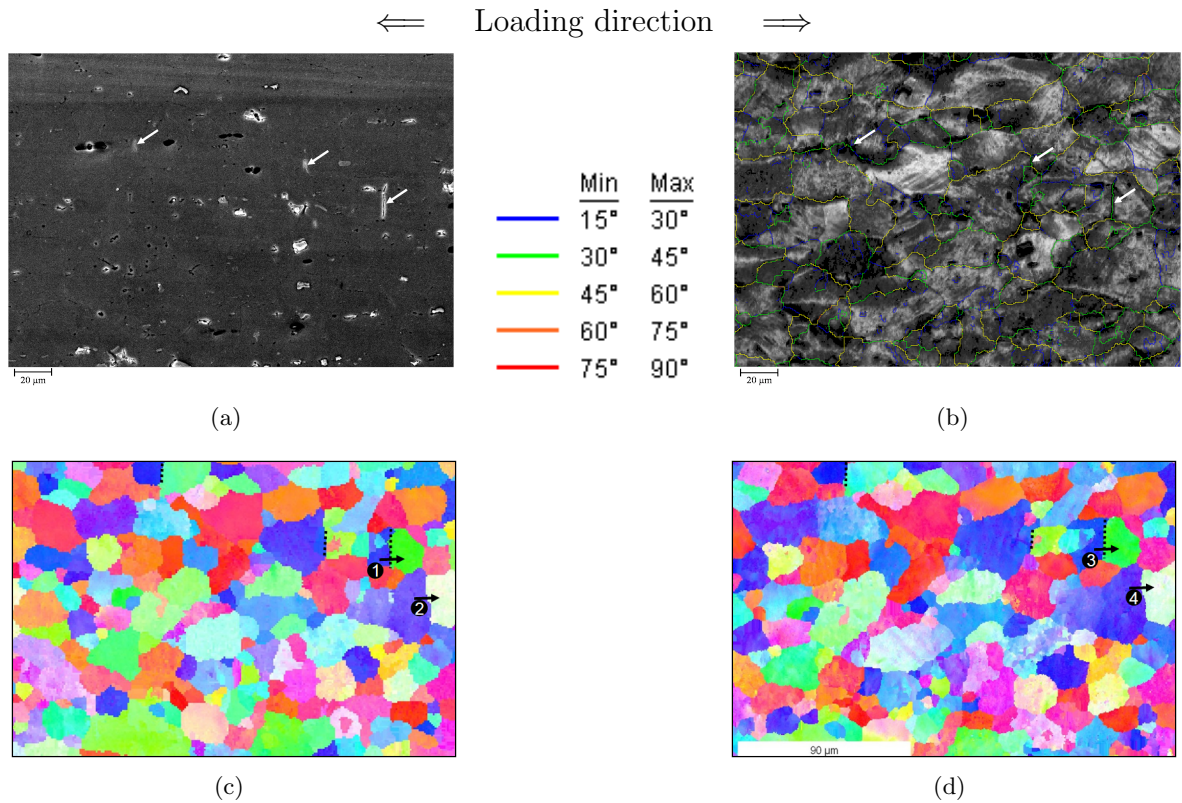 ⇐ Loading direction ⇒
Min Max
15° 30°
30° 45°
45° 60°
60° 75°
75° 90°
20 μm
20 μm
(a)
(b)
1
2
3
4
90 μm
(c)
(d)